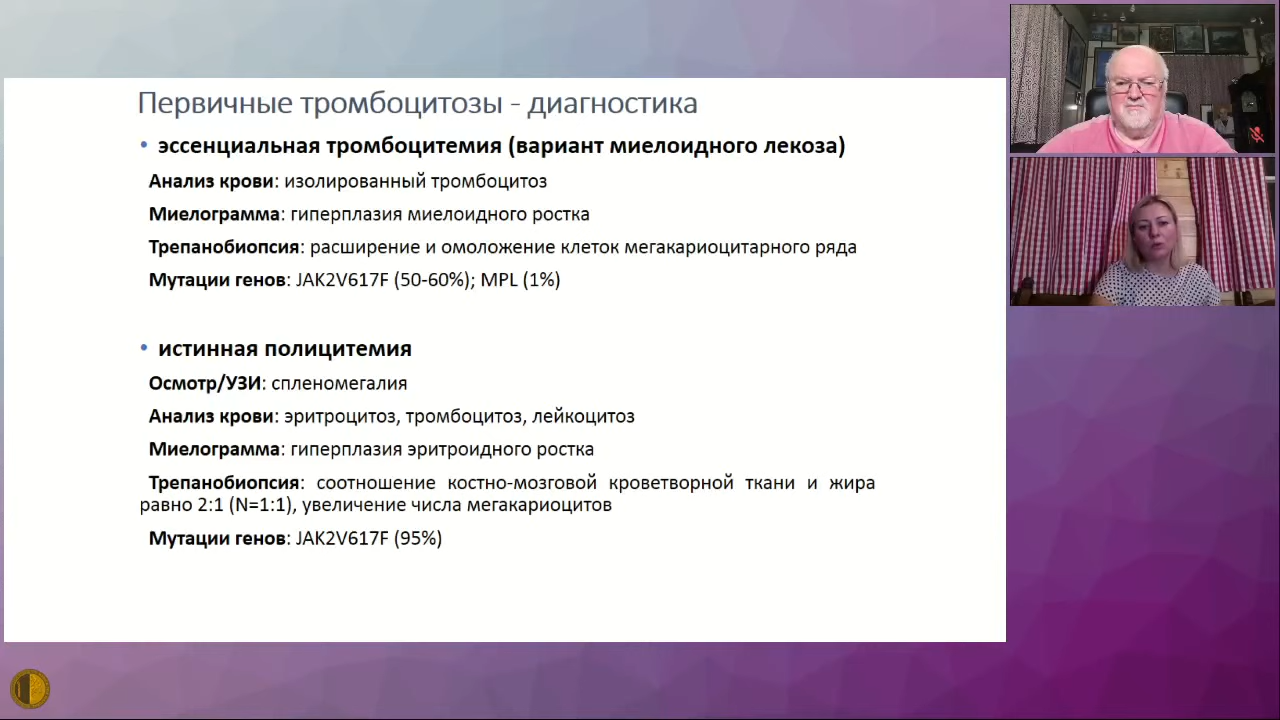 Первичные тромбоцитозы - диагностика
• эссенциальная тромбоцитемия (вариант миелоидного лекоза)
Анализ крови: изолированный тромбоцитоз
Миелограмма: гиперплазия миелоидного ростка
Трепанобиопсия: расширение и омоложение клеток мегакариоцитарного ряда
Мутации генов: JAK2V617F (50-60%); MPL (1%)
• истинная полицитемия
Осмотр/УЗИ: спленомегалия
Анализ крови: эритроцитоз, тромбоцитоз, лейкоцитоз
Миелограмма: гиперплазия эритроидного ростка
Трепанобиопсия: соотношение костно-мозговой кроветворной ткани и жира
равно 2:1 (N=1:1), увеличение числа мегакариоцитов
Мутации генов: JAK2V617F (95%)